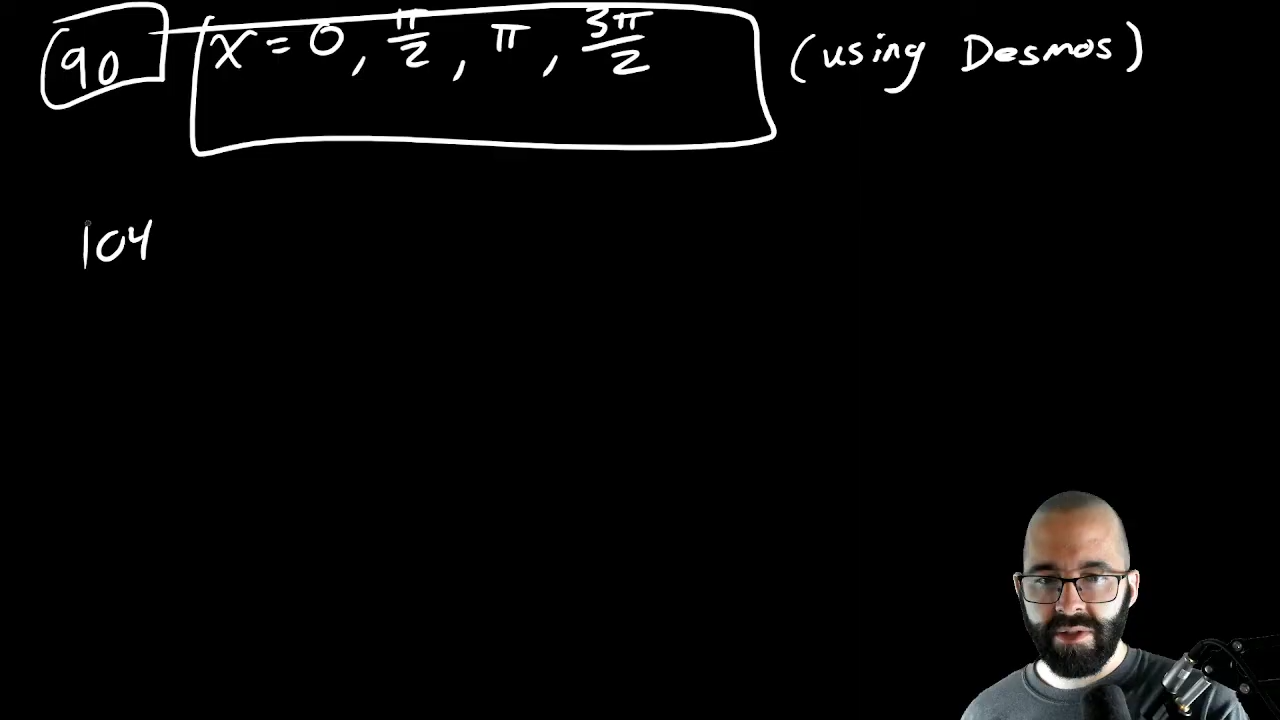 90 x = 0, π/2, π, 3π/2 (using Desmos)
104